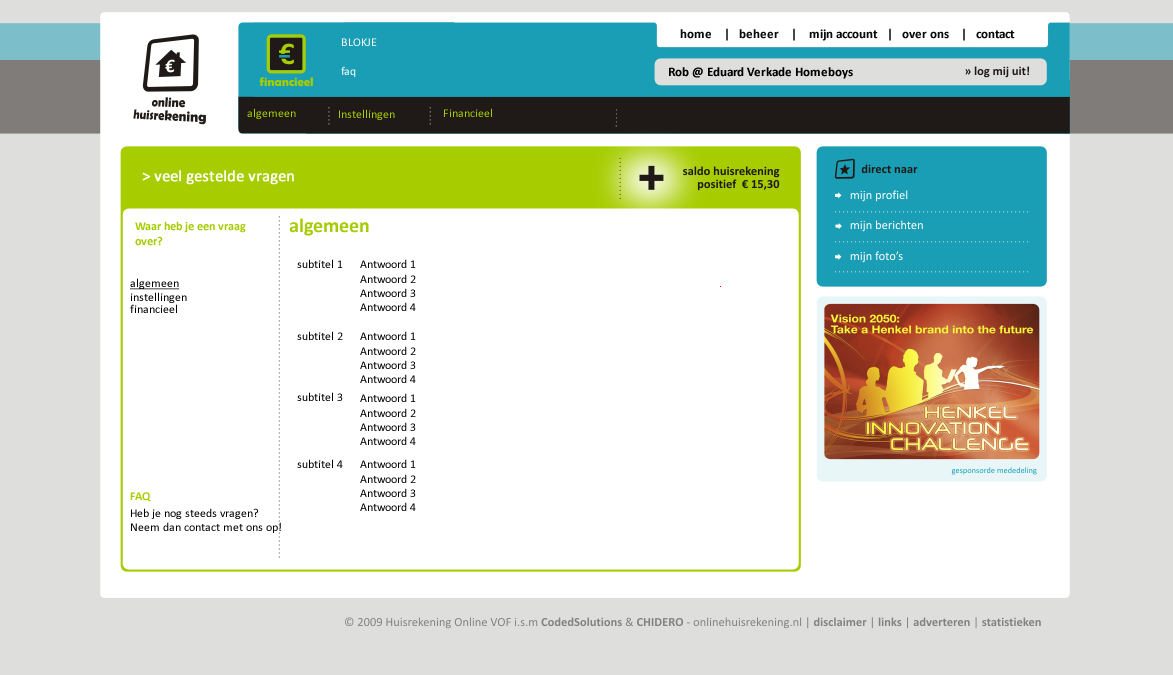 online
huisrekening
financieel
BLOKJE
faq
home | beheer | mijn account | over ons | contact
Rob @ Eduard Verkade Homeboys » log mij uit!
algemeen Instellingen Financieel
> veel gestelde vragen
saldo huisrekening
positief € 15,30
Waar heb je een vraag
over?
algemeen
instellingen
financieel
FAQ
Heb je nog steeds vragen?
Neem dan contact met ons op!
algemeen
subtitel 1 Antwoord 1
Antwoord 2
Antwoord 3
Antwoord 4
subtitel 2 Antwoord 1
Antwoord 2
Antwoord 3
Antwoord 4
subtitel 3 Antwoord 1
Antwoord 2
Antwoord 3
Antwoord 4
subtitel 4 Antwoord 1
Antwoord 2
Antwoord 3
Antwoord 4
direct naar
mijn profiel
mijn berichten
mijn foto's
Vision 2050:
Take a Henkel brand into the future
HENKEL
INNOVATION
CHALLENGE
gesponsorde mededeling
© 2009 Huisrekening Online VOF i.s.m CodedSolutions & CHIDERO - onlinehuisrekening.nl | disclaimer | links | adverteren | statistieken